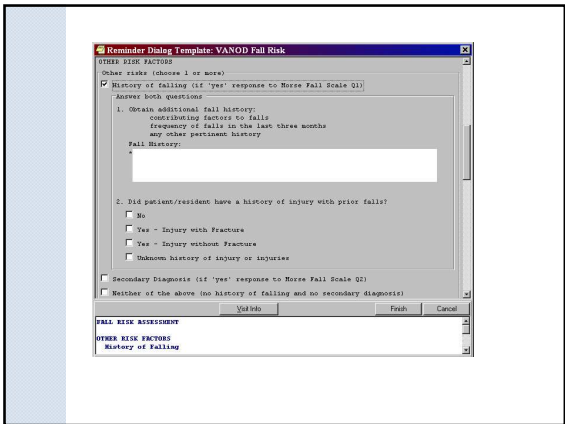 Reminder Dialog Template: VANOD Fall Risk
OTHER RISK FACTORS
Other risks (choose 1 or more)
History of falling (if 'yes' response to Morse Fall Scale Q1)
Answer both questions
1. Obtain additional fall history:
contributing factors to falls
frequency of falls in the last three months
any other pertinent history
Fall History:
*
2. Did patient/resident have a history of injury with prior falls?
No
Yes - Injury with Fracture
Yes - Injury without Fracture
Unknown history of injury or injuries
Secondary Diagnosis (if 'yes' response to Morse Fall Scale Q2)
Neither of the above (no history of falling and no secondary diagnosis)
Visit Info Finish Cancel
FALL RISK ASSESSMENT
OTHER RISK FACTORS
History of Falling